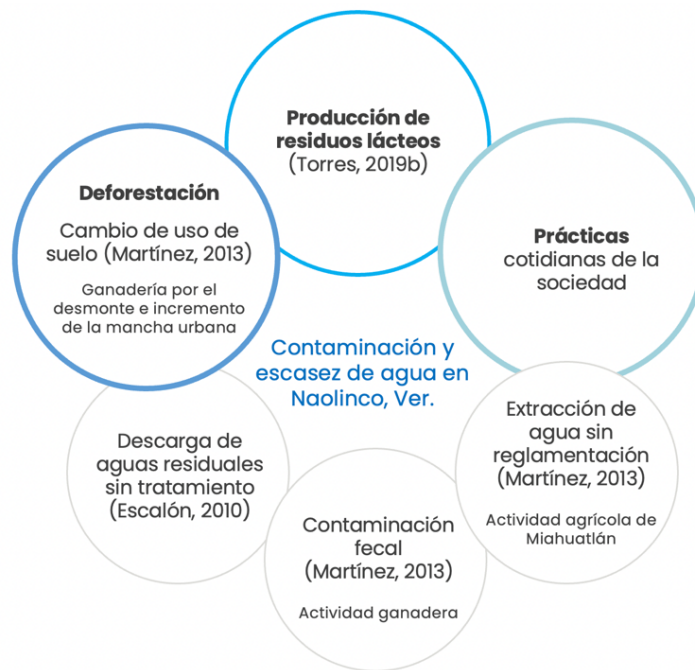 Producción de
residuos lácteos
(Torres, 2019b)
Deforestación
Cambio de uso de
suelo (Martínez, 2013)
Ganadería por el
desmonte e incremento
de la mancha urbana
Prácticas
cotidianas de la
sociedad
Contaminación y
escasez de agua en
Naolinco, Ver.
Descarga de
aguas residuales
sin tratamiento
(Escalón, 2010)
Contaminación
fecal
(Martínez, 2013)
Actividad ganadera
Extracción de
agua sin
reglamentación
(Martínez, 2013)
Actividad agrícola de
Miahuatlán